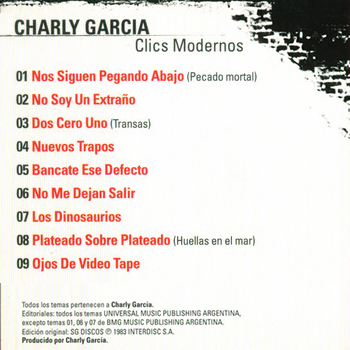 CHARLY GARCIA
Clics Modernos
01 Nos Siguen Pegando Abajo (Pecado mortal)
02 No Soy Un Extraño
03 Dos Cero Uno (Transas)
04 Nuevos Trapos
05 Bancate Ese Defecto
06 No Me Dejan Salir
07 Los Dinosaurios
08 Plateado Sobre Plateado (Huellas en el mar)
09 Ojos De Video Tape
Todos los temas pertenecen a Charly García.
Editoriales: todos los temas UNIVERSAL MUSIC PUBLISHING ARGENTINA,
excepto temas 01, 06 y 07 de BMG MUSIC PUBLISHING ARGENTINA.
Edición original: SG DISCOS ℗ 1983 INTERDISC S.A.
Producido por Charly García.